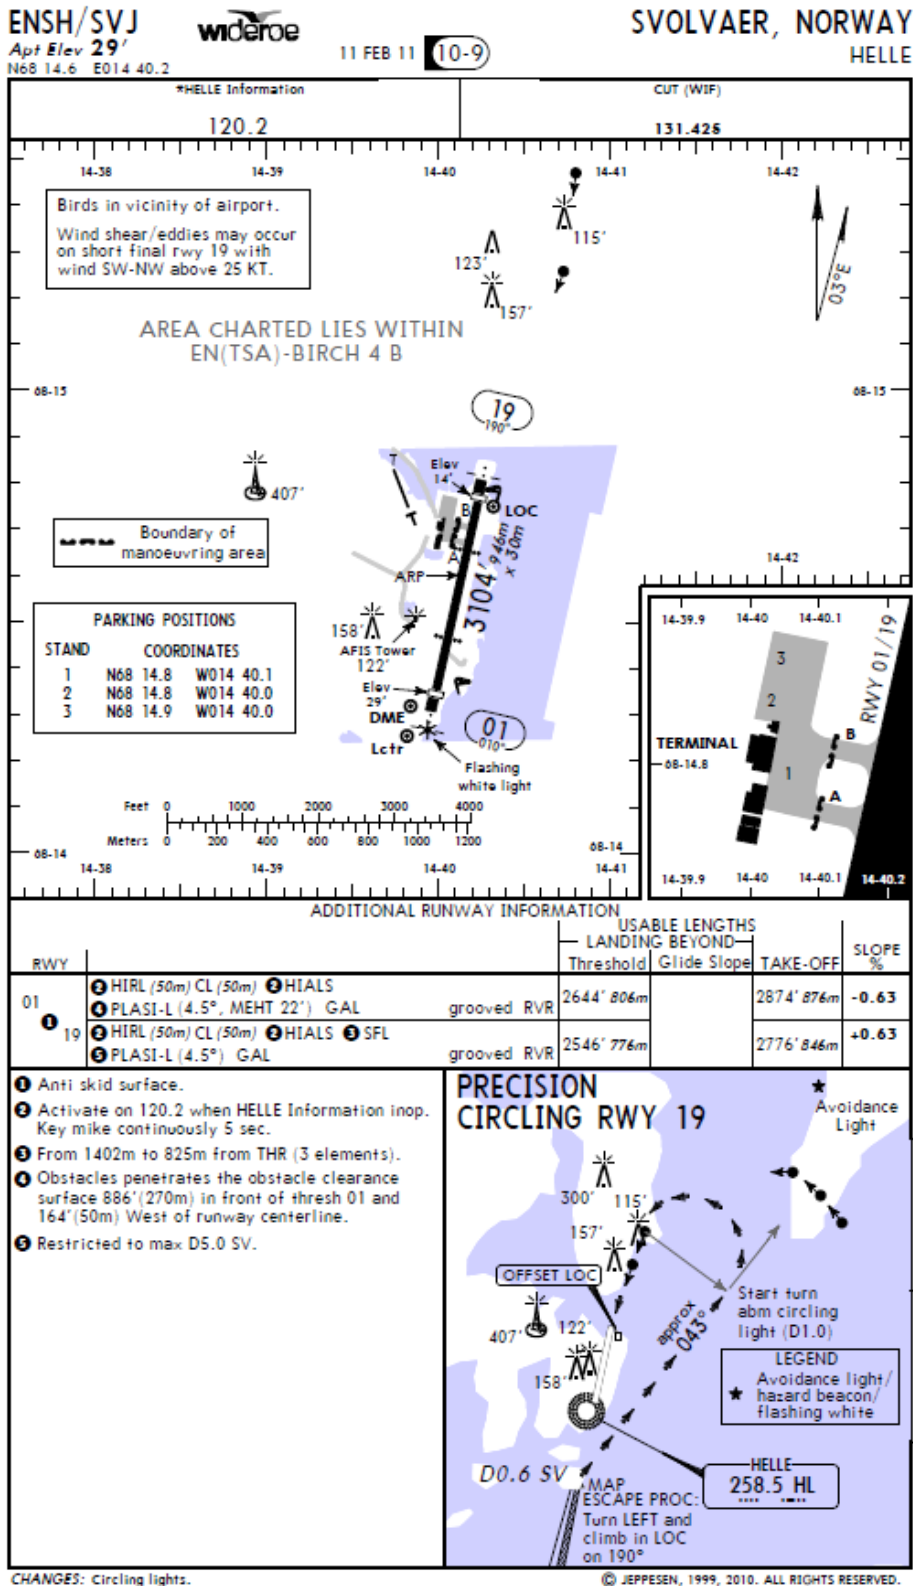 ENSH/SVJ
Apt Elev 29'
N68 14.6 E014 40.2
widerøe
11 FEB 11 10-9
SVOLVAER, NORWAY
HELLE
*HELLE Information
120.2
CUT (WIF)
131.425
14-38 14-39 14-40 14-41 14-42
Birds in vicinity of airport.
Wind shear/eddies may occur
on short final rwy 19 with
wind SW-NW above 25 KT.
115'
123'
157'
03°E
AREA CHARTED LIES WITHIN
EN(TSA)-BIRCH 4 B
68-15 68-15
19
190°
407'
Elev
14'
T
T
B
LOC
Boundary of
manoeuvring area
A
ARP
3104' 946m
x 30m
158'
AFIS Tower
122'
Elev
29'
DME
Lctr
01
010°
Flashing
white light
PARKING POSITIONS
STAND COORDINATES
1 N68 14.8 W014 40.1
2 N68 14.8 W014 40.0
3 N68 14.9 W014 40.0
Feet 0 1000 2000 3000 4000
Meters 0 200 400 600 800 1000 1200
68-14 68-14
14-38 14-39 14-40 14-41
14-42
14-39.9 14-40 14-40.1
3
2
1
RWY 01/19
TERMINAL
68-14.8
B
A
14-39.9 14-40 14-40.1 14-40.2
ADDITIONAL RUNWAY INFORMATION
USABLE LENGTHS
LANDING BEYOND
RWY Threshold Glide Slope TAKE-OFF SLOPE %
01 ❷ HIRL (50m) CL (50m) ❷ HIALS
❹ PLASI-L (4.5°, MEHT 22') GAL grooved RVR 2644' 806m 2874' 876m -0.63
❶ 19 ❷ HIRL (50m) CL (50m) ❷ HIALS ❸ SFL
❺ PLASI-L (4.5°) GAL grooved RVR 2546' 776m 2776' 846m +0.63
❶ Anti skid surface.
❷ Activate on 120.2 when HELLE Information inop.
Key mike continuously 5 sec.
❸ From 1402m to 825m from THR (3 elements).
❹ Obstacles penetrates the obstacle clearance
surface 886'(270m) in front of thresh 01 and
164'(50m) West of runway centerline.
❺ Restricted to max D5.0 SV.
PRECISION
CIRCLING RWY 19
Avoidance
Light
300'
115'
157'
OFFSET LOC
407'
122'
158'
approx
043°
Start turn
abm circling
light (D1.0)
LEGEND
Avoidance light/
hazard beacon/
flashing white
D0.6 SV
MAP
ESCAPE PROC:
Turn LEFT and
climb in LOC
on 190°
HELLE
258.5 HL
CHANGES: Circling lights.
© JEPPESEN, 1999, 2010. ALL RIGHTS RESERVED.